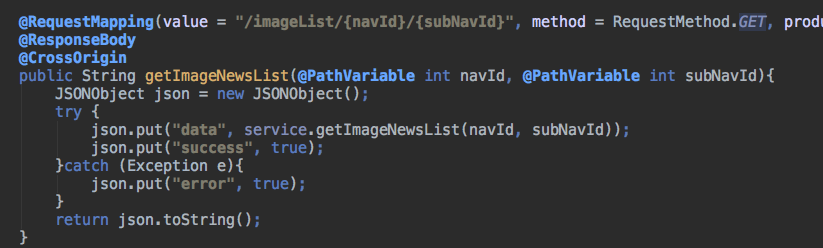 @RequestMapping(value = "/imageList/{navId}/{subNavId}", method = RequestMethod.GET, produ
@ResponseBody
@CrossOrigin
public String getImageNewsList(@PathVariable int navId, @PathVariable int subNavId){
    JSONObject json = new JSONObject();
    try {
        json.put("data", service.getImageNewsList(navId, subNavId));
        json.put("success", true);
    }catch (Exception e){
        json.put("error", true);
    }
    return json.toString();
}